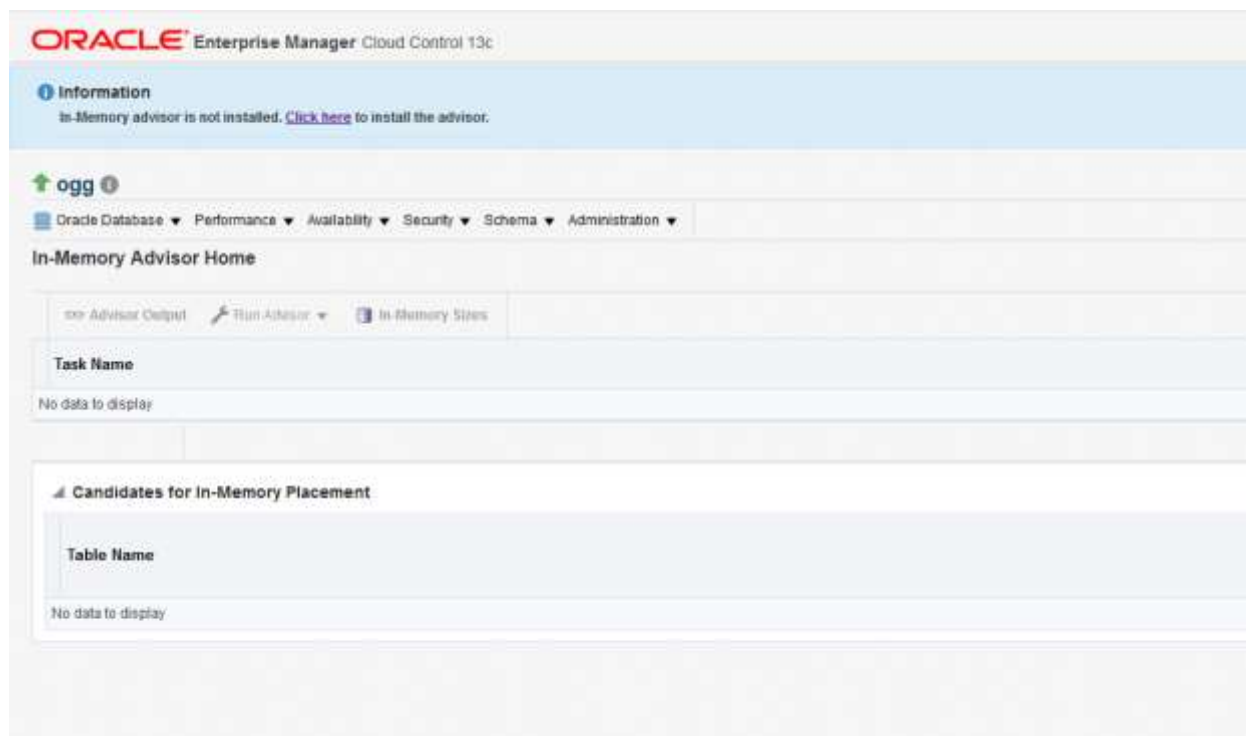 ORACLE Enterprise Manager Cloud Control 13c
Information
In-Memory advisor is not installed. Click here to install the advisor.
ogg
Oracle Database Performance Availability Security Schema Administration
In-Memory Advisor Home
Advisor Output Run Advisor In-Memory Sizes
Task Name
No data to display
Candidates for In-Memory Placement
Table Name
No data to display